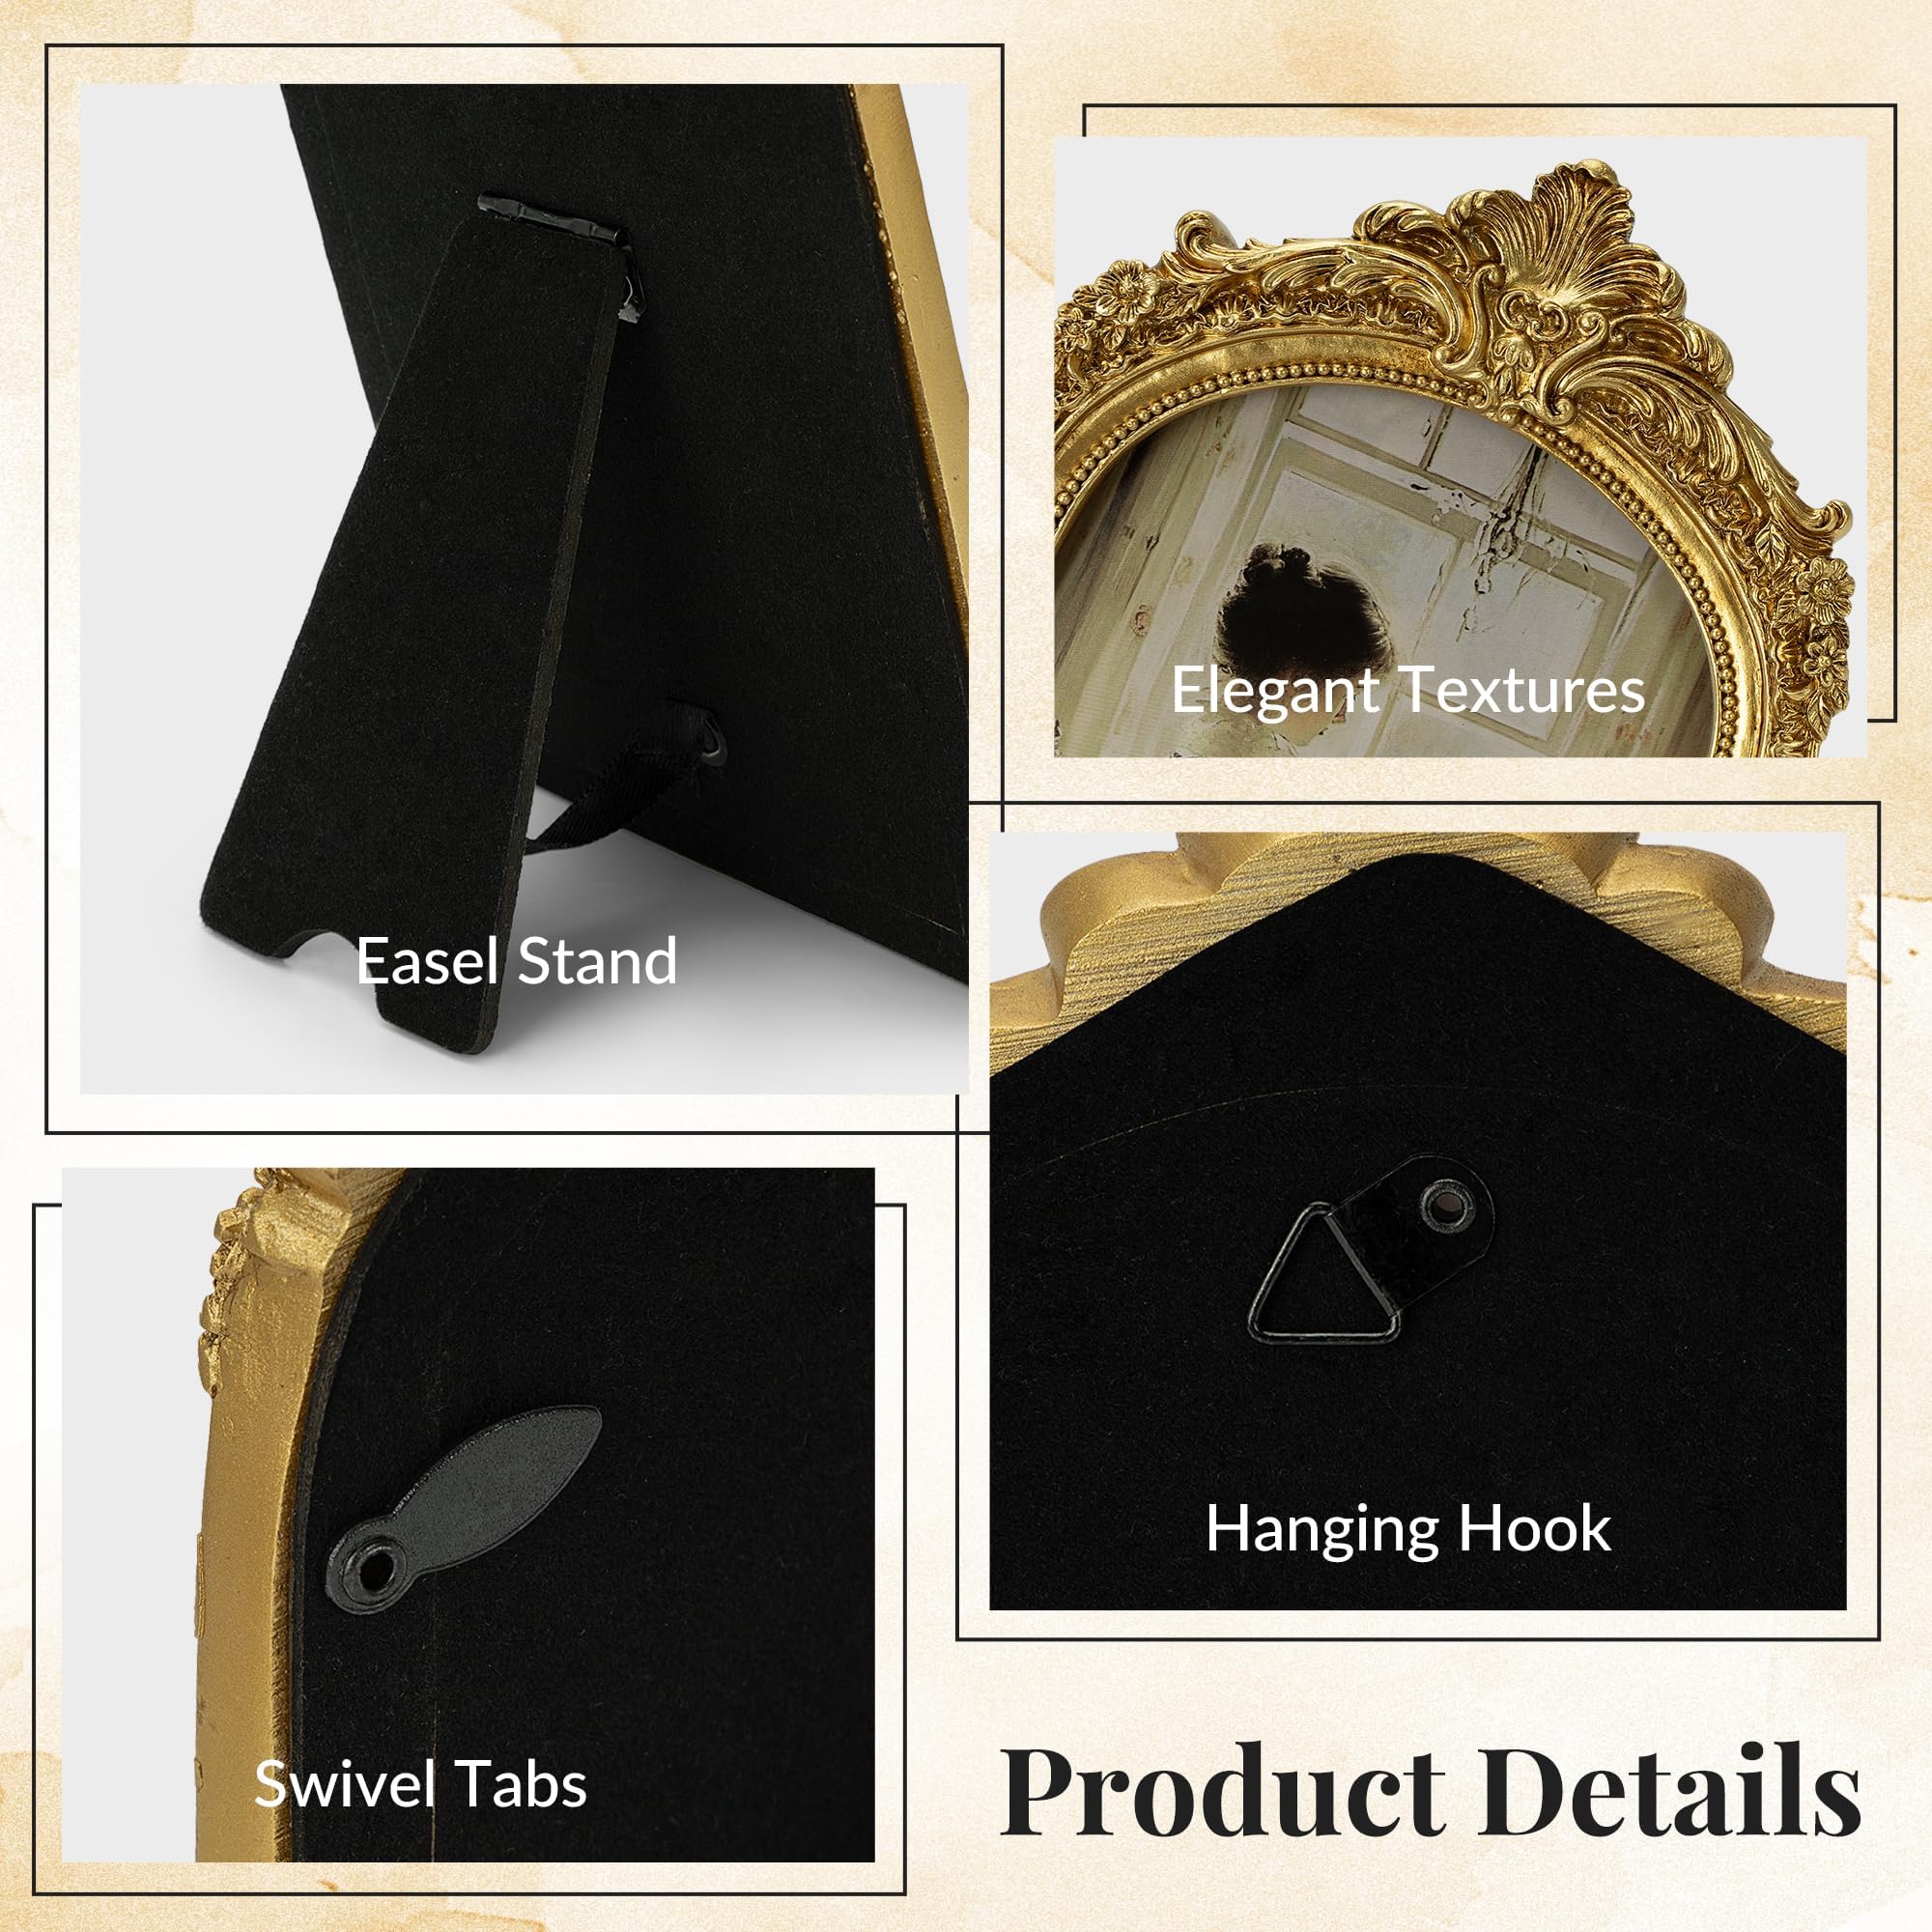 Elegant Textures
Easel Stand
Hanging Hook
Swivel Tabs
Product Details